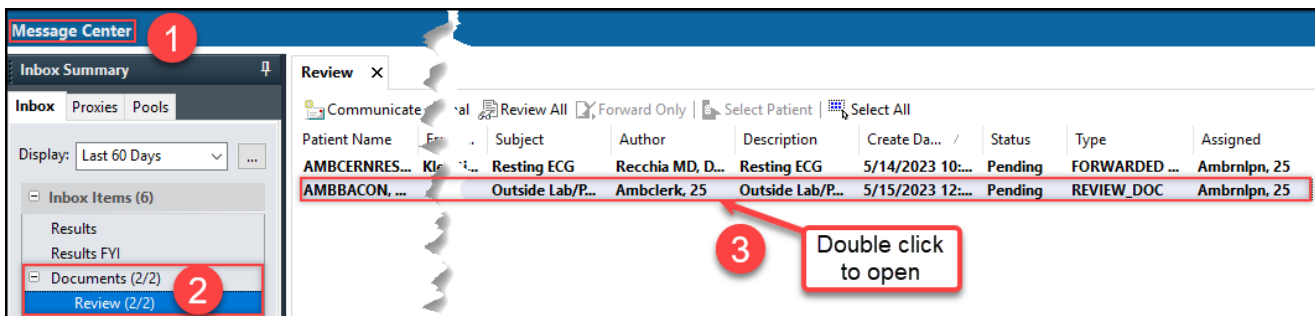 Message Center
1
Inbox Summary
Inbox Proxies Pools
Display: Last 60 Days ...
Inbox Items (6)
Results
Results FYI
Documents (2/2)
Review (2/2)
2
Review X
Communicate Review All Forward Only Select Patient Select All
Patient Name Subject Author Description Create Da... Status Type Assigned
AMBCERNRES... Resting ECG Recchia MD, D... Resting ECG 5/14/2023 10:... Pending FORWARDED ... Ambrnlpn, 25
AMBBACON, ... Outside Lab/P... Ambclerk, 25 Outside Lab/P... 5/15/2023 12:... Pending REVIEW_DOC Ambrnlpn, 25
3
Double click
to open